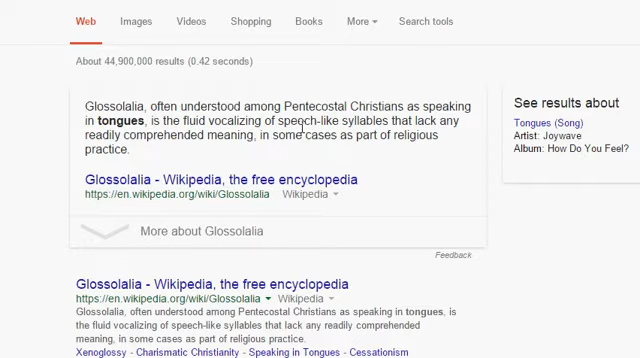 Web Images Videos Shopping Books More Search tools
About 44,900,000 results (0.42 seconds)
Glossolalia, often understood among Pentecostal Christians as speaking
in tongues, is the fluid vocalizing of speech-like syllables that lack any
readily comprehended meaning, in some cases as part of religious
practice.
Glossolalia - Wikipedia, the free encyclopedia
https://en.wikipedia.org/wiki/Glossolalia Wikipedia
More about Glossolalia
Feedback
See results about
Tongues (Song)
Artist: Joywave
Album: How Do You Feel?
Glossolalia - Wikipedia, the free encyclopedia
https://en.wikipedia.org/wiki/Glossolalia Wikipedia
Glossolalia, often understood among Pentecostal Christians as speaking in tongues, is
the fluid vocalizing of speech-like syllables that lack any readily comprehended
meaning, in some cases as part of religious practice.
Xenoglossy - Charismatic Christianity - Speaking in Tongues - Cessationism